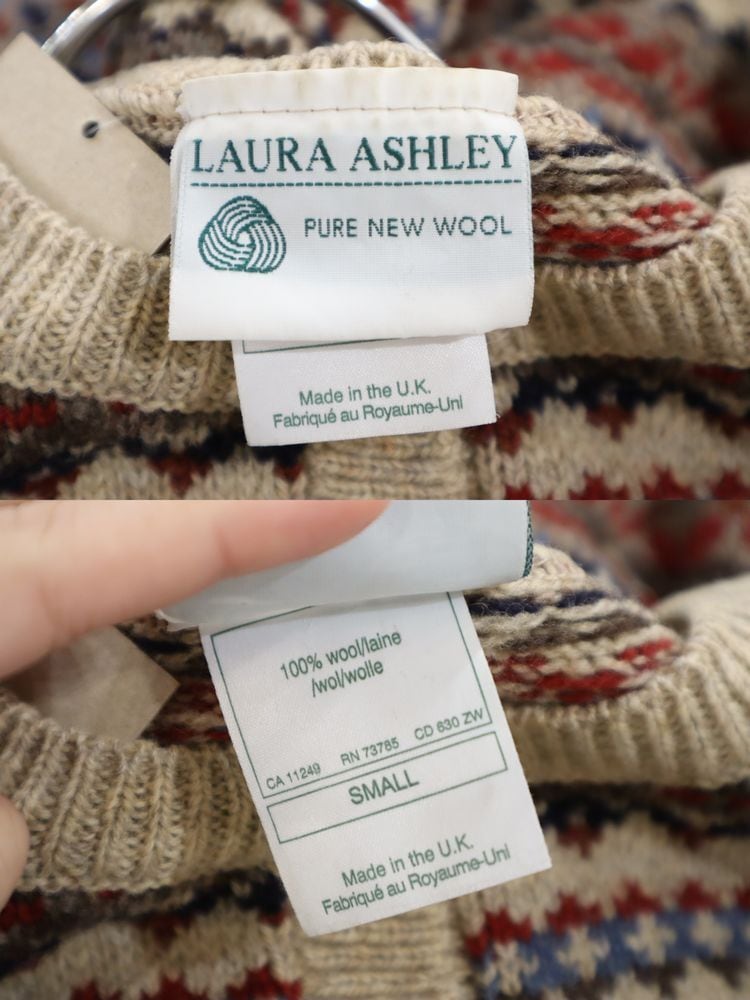 LAURA ASHLEY
PURE NEW WOOL
Made in the U.K.
Fabriqué au Royaume-Uni
100% wool/laine
/wol/wolle
CA 11249 RN 73785 CD 630 ZW
SMALL
Made in the U.K.
Fabriqué au Royaume-Uni